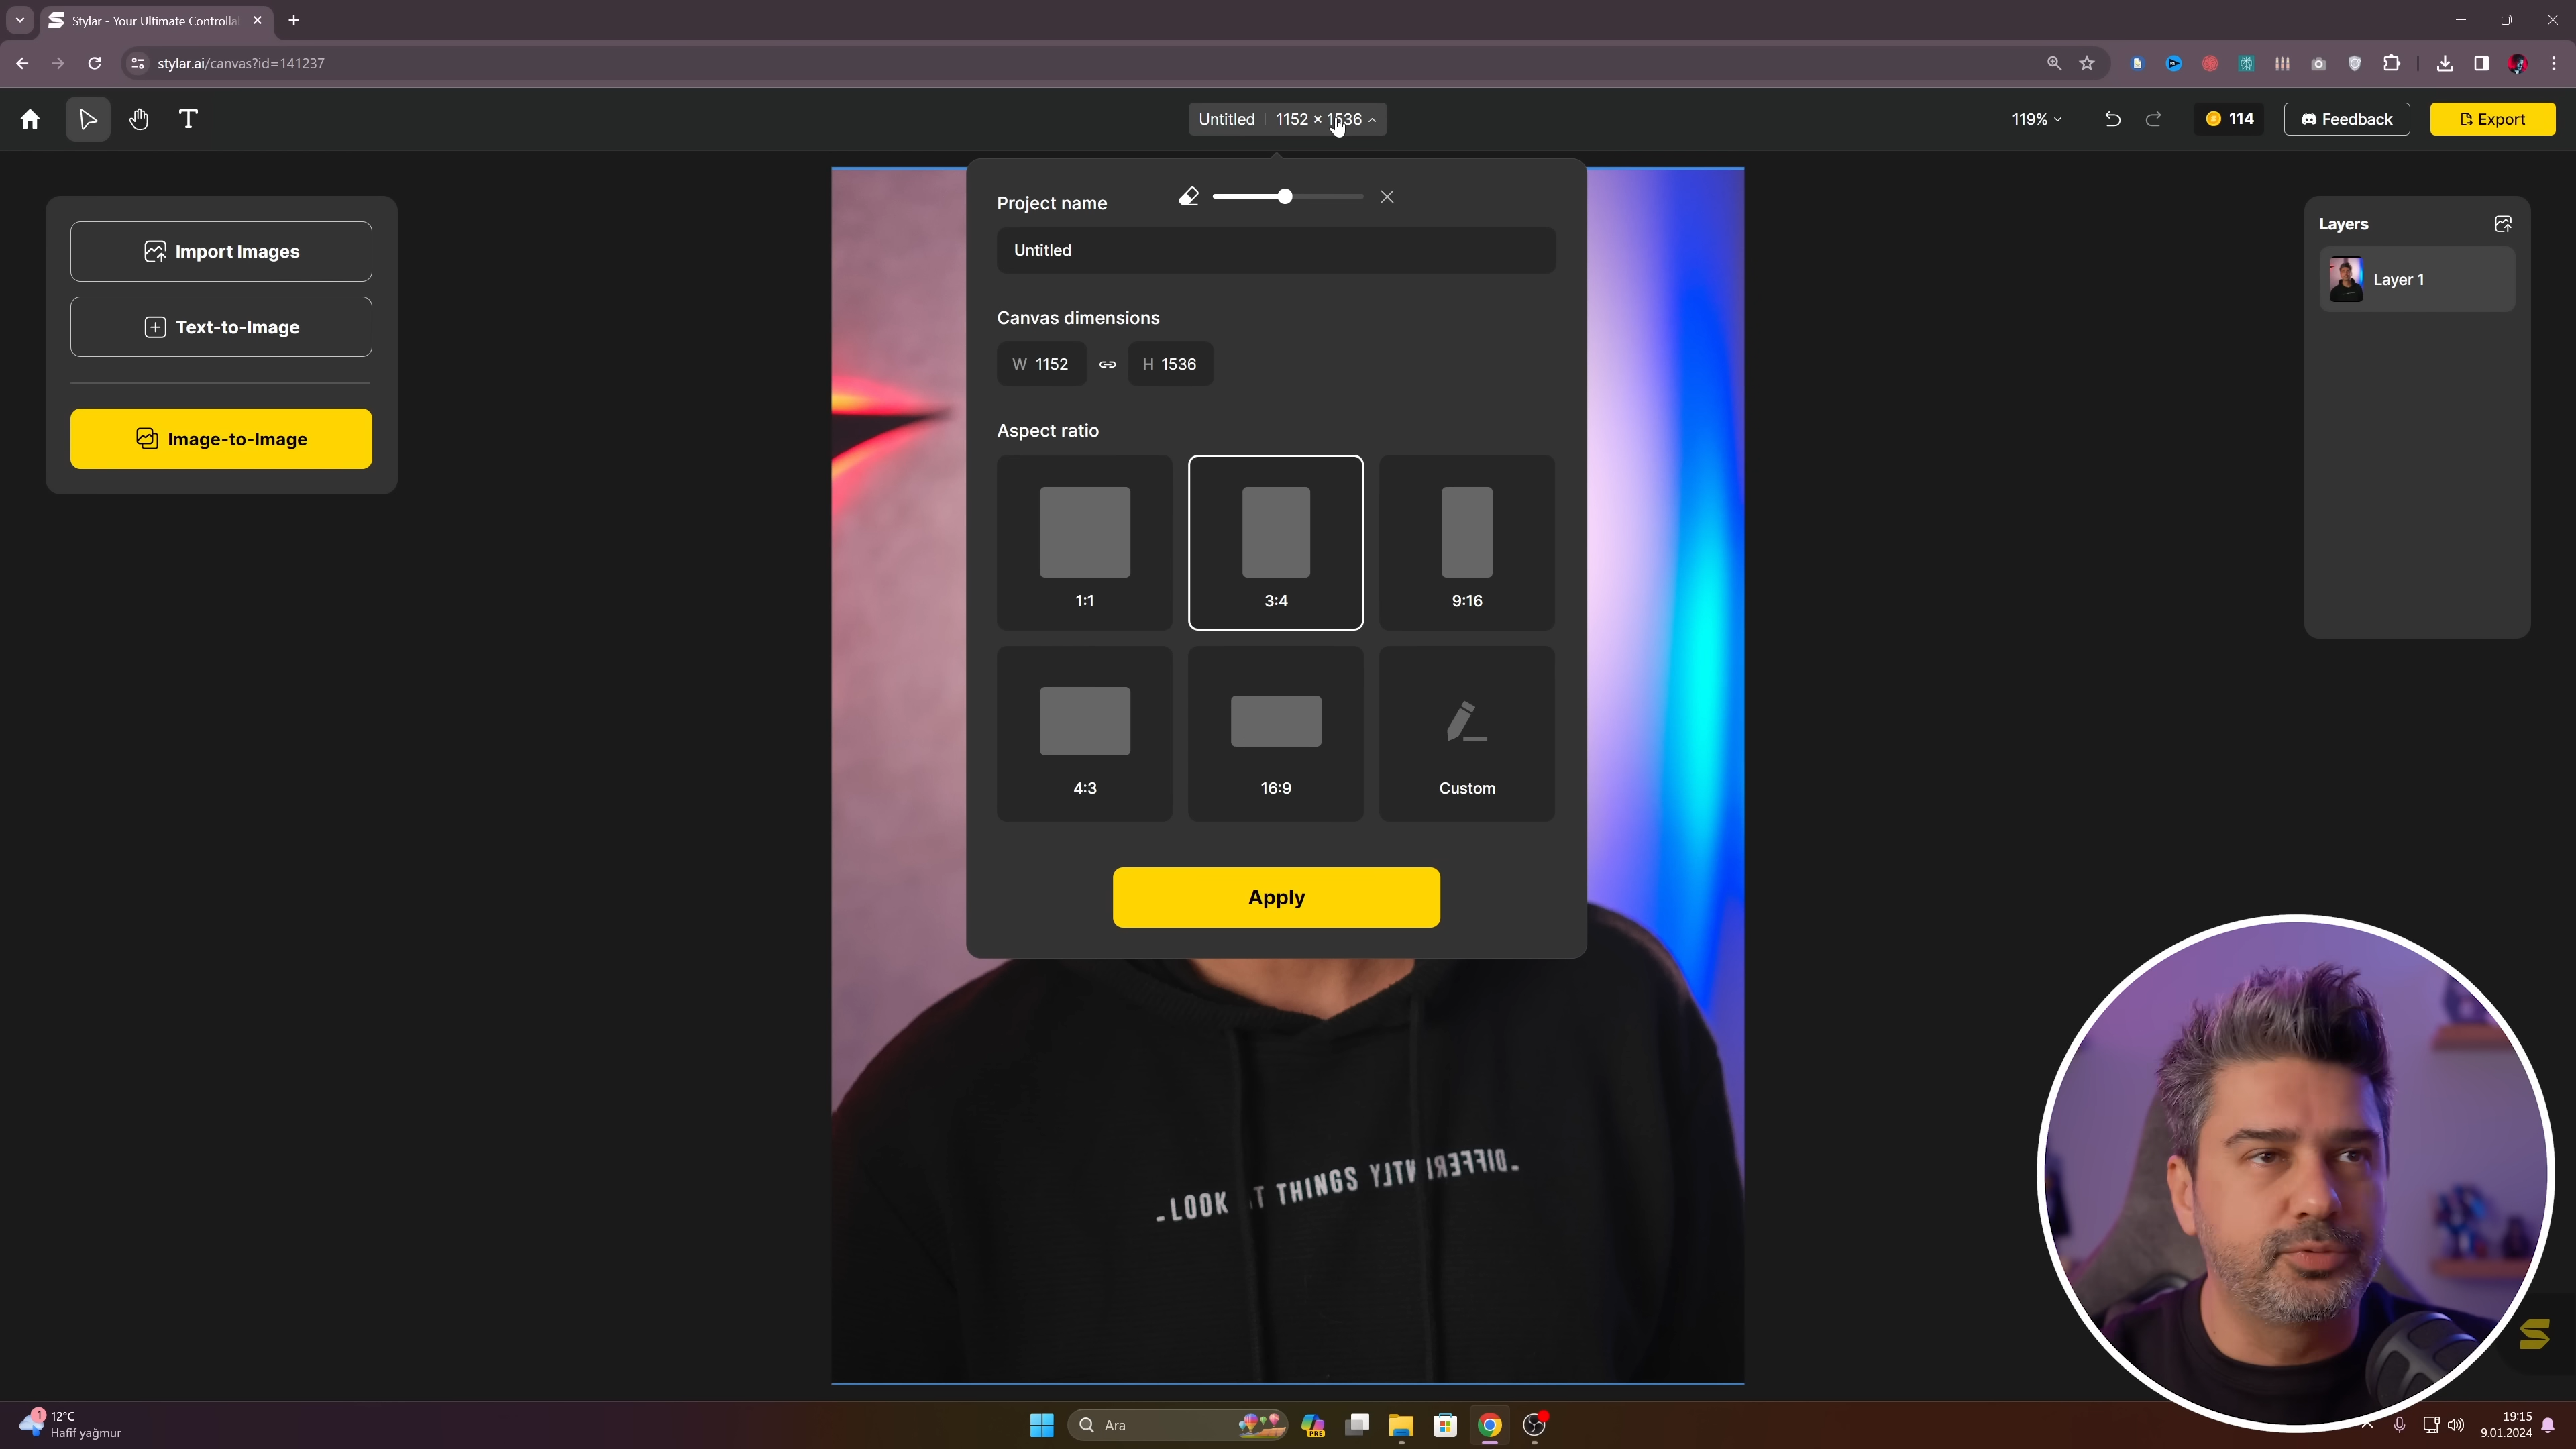 Stylar - Your Ultimate Controlla
stylar.ai/canvas?id=141237
Untitled 1152 × 1536
119%
114
Feedback
Export
Import Images
Text-to-Image
Image-to-Image
Project name
Untitled
Canvas dimensions
W 1152 H 1536
Aspect ratio
1:1 3:4 9:16
4:3 16:9 Custom
Apply
Layers
Layer 1
-LOOK THINGS
1
12°C
Hafif yağmur
Ara
PRE
19:15
9.01.2024